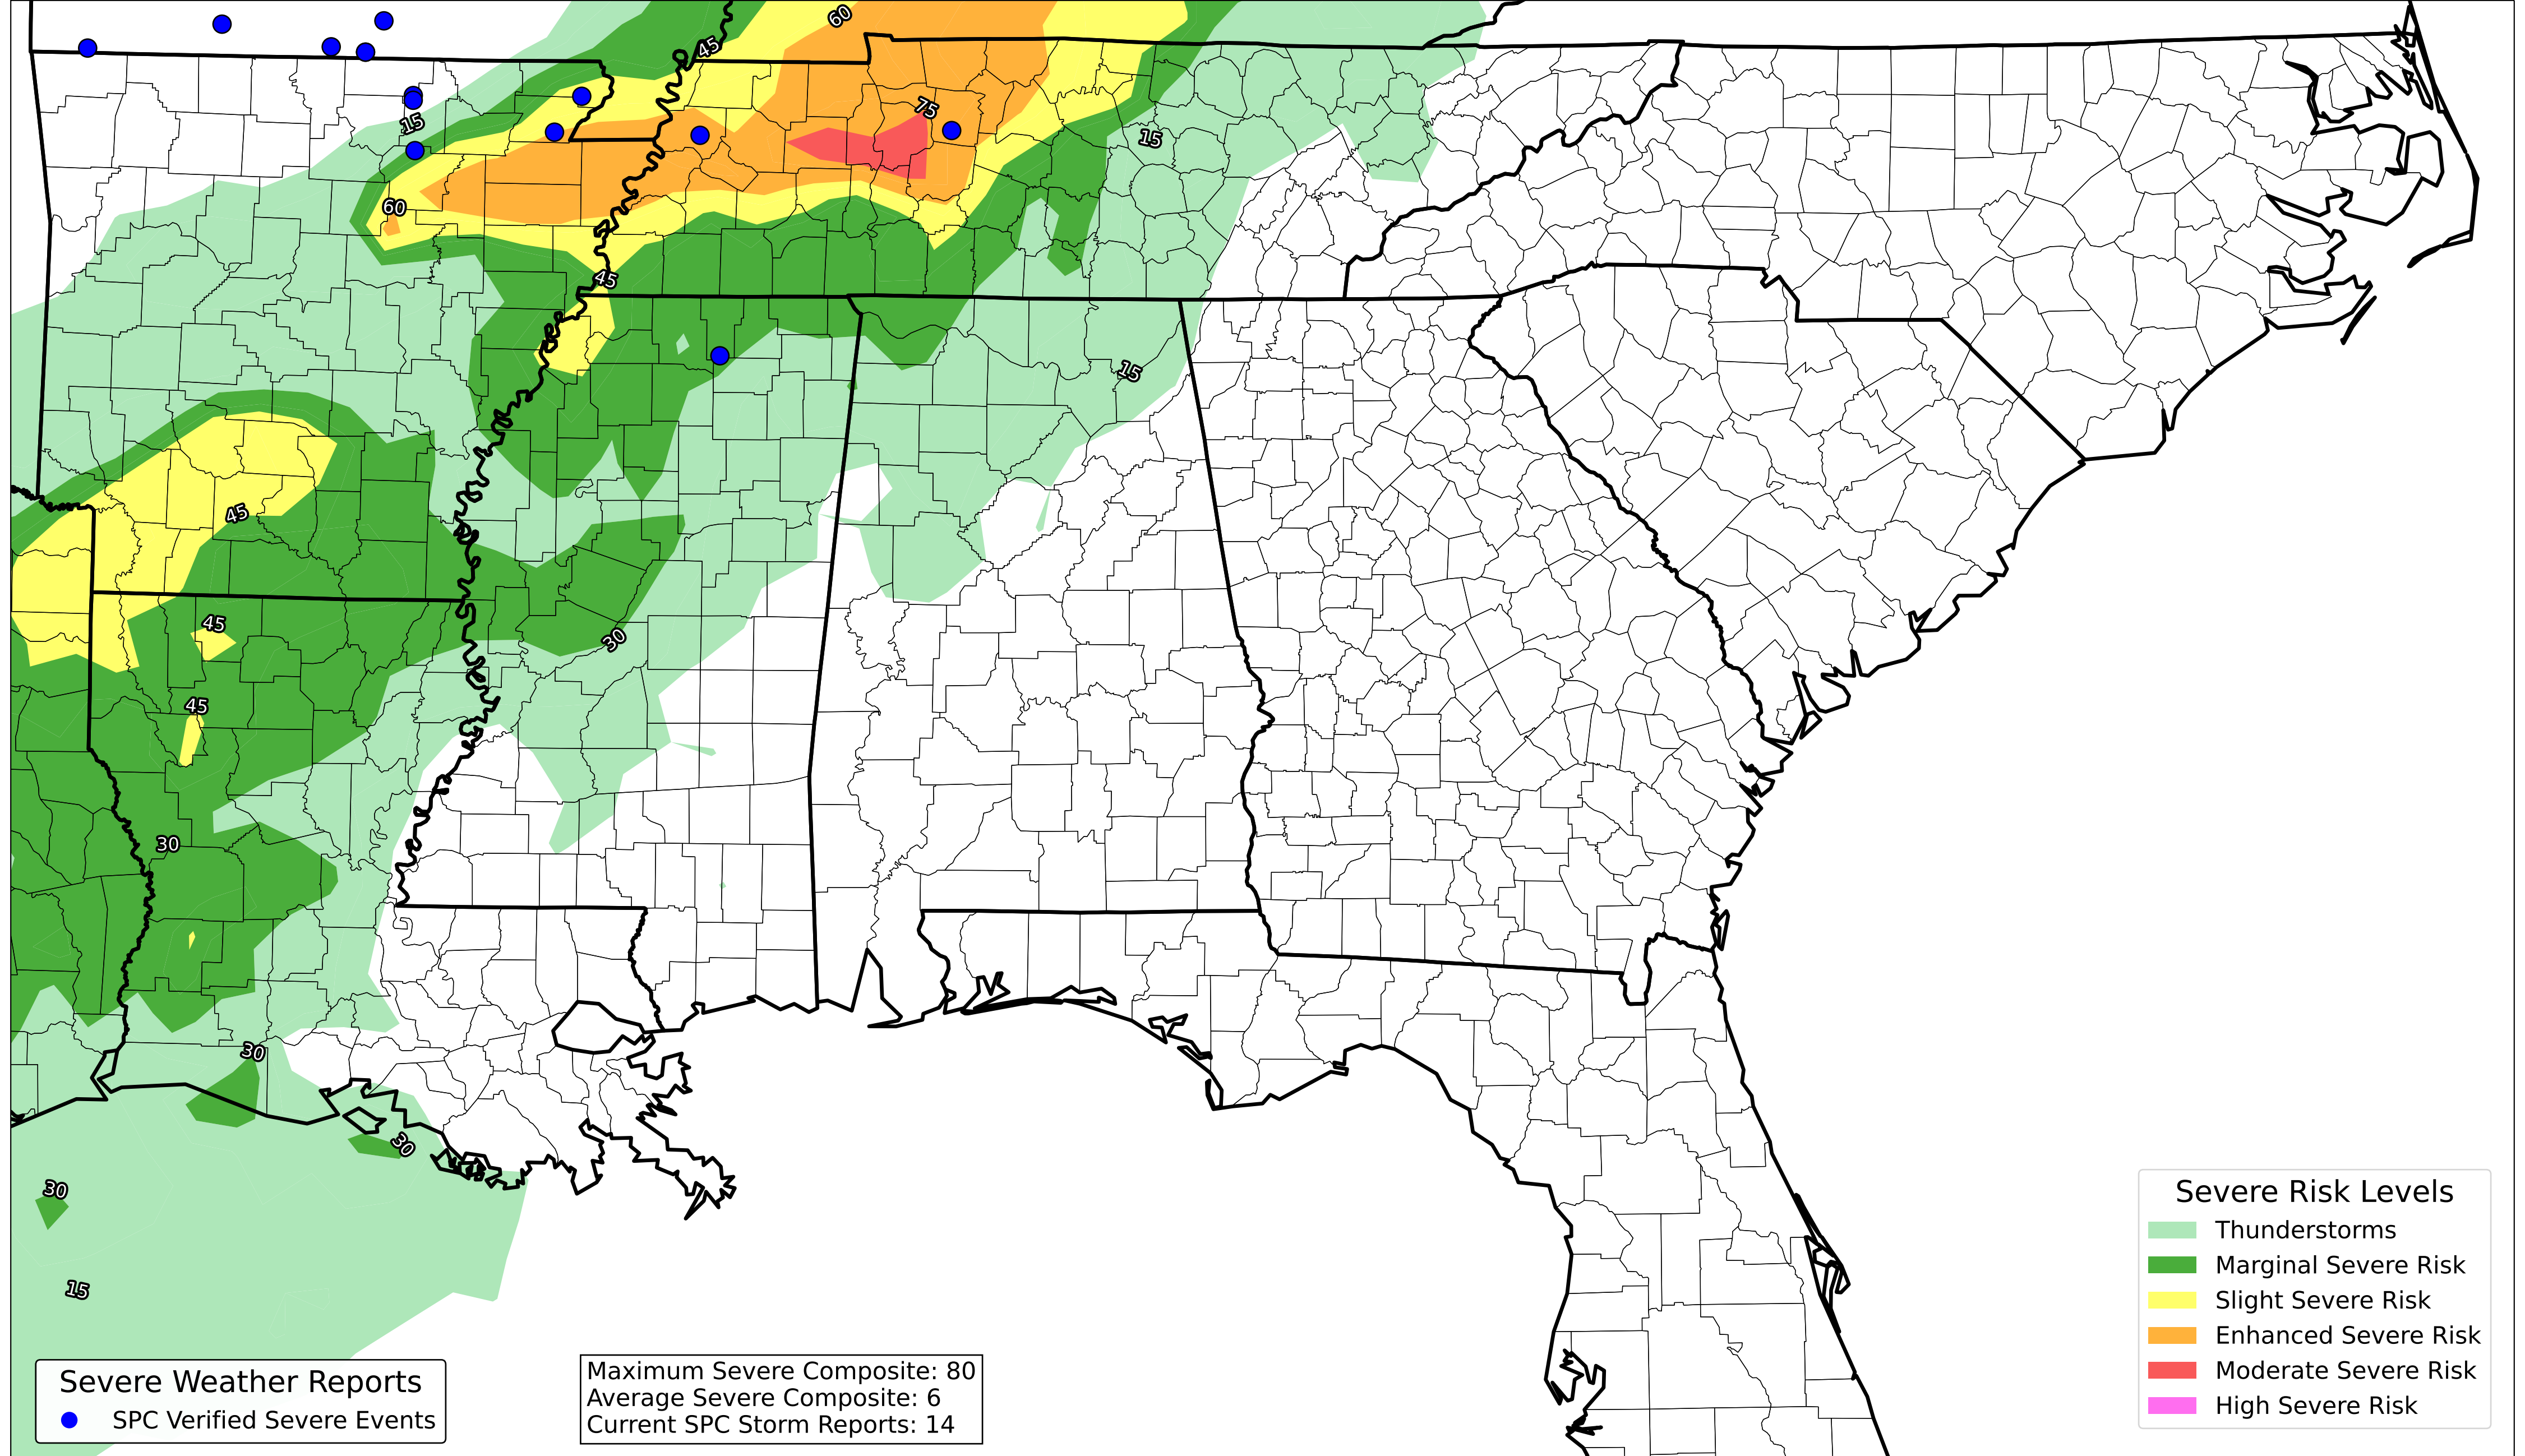 60
45
75
15
15
60
45
15
45
45
30
45
30
30
30
30
15
Severe Risk Levels
Thunderstorms
Marginal Severe Risk
Slight Severe Risk
Enhanced Severe Risk
Moderate Severe Risk
High Severe Risk
Severe Weather Reports
SPC Verified Severe Events
Maximum Severe Composite: 80
Average Severe Composite: 6
Current SPC Storm Reports: 14